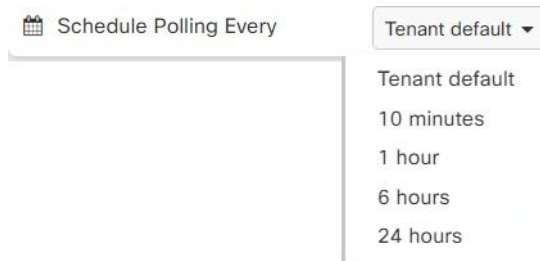 Schedule Polling Every
Tenant default
Tenant default
10 minutes
1 hour
6 hours
24 hours